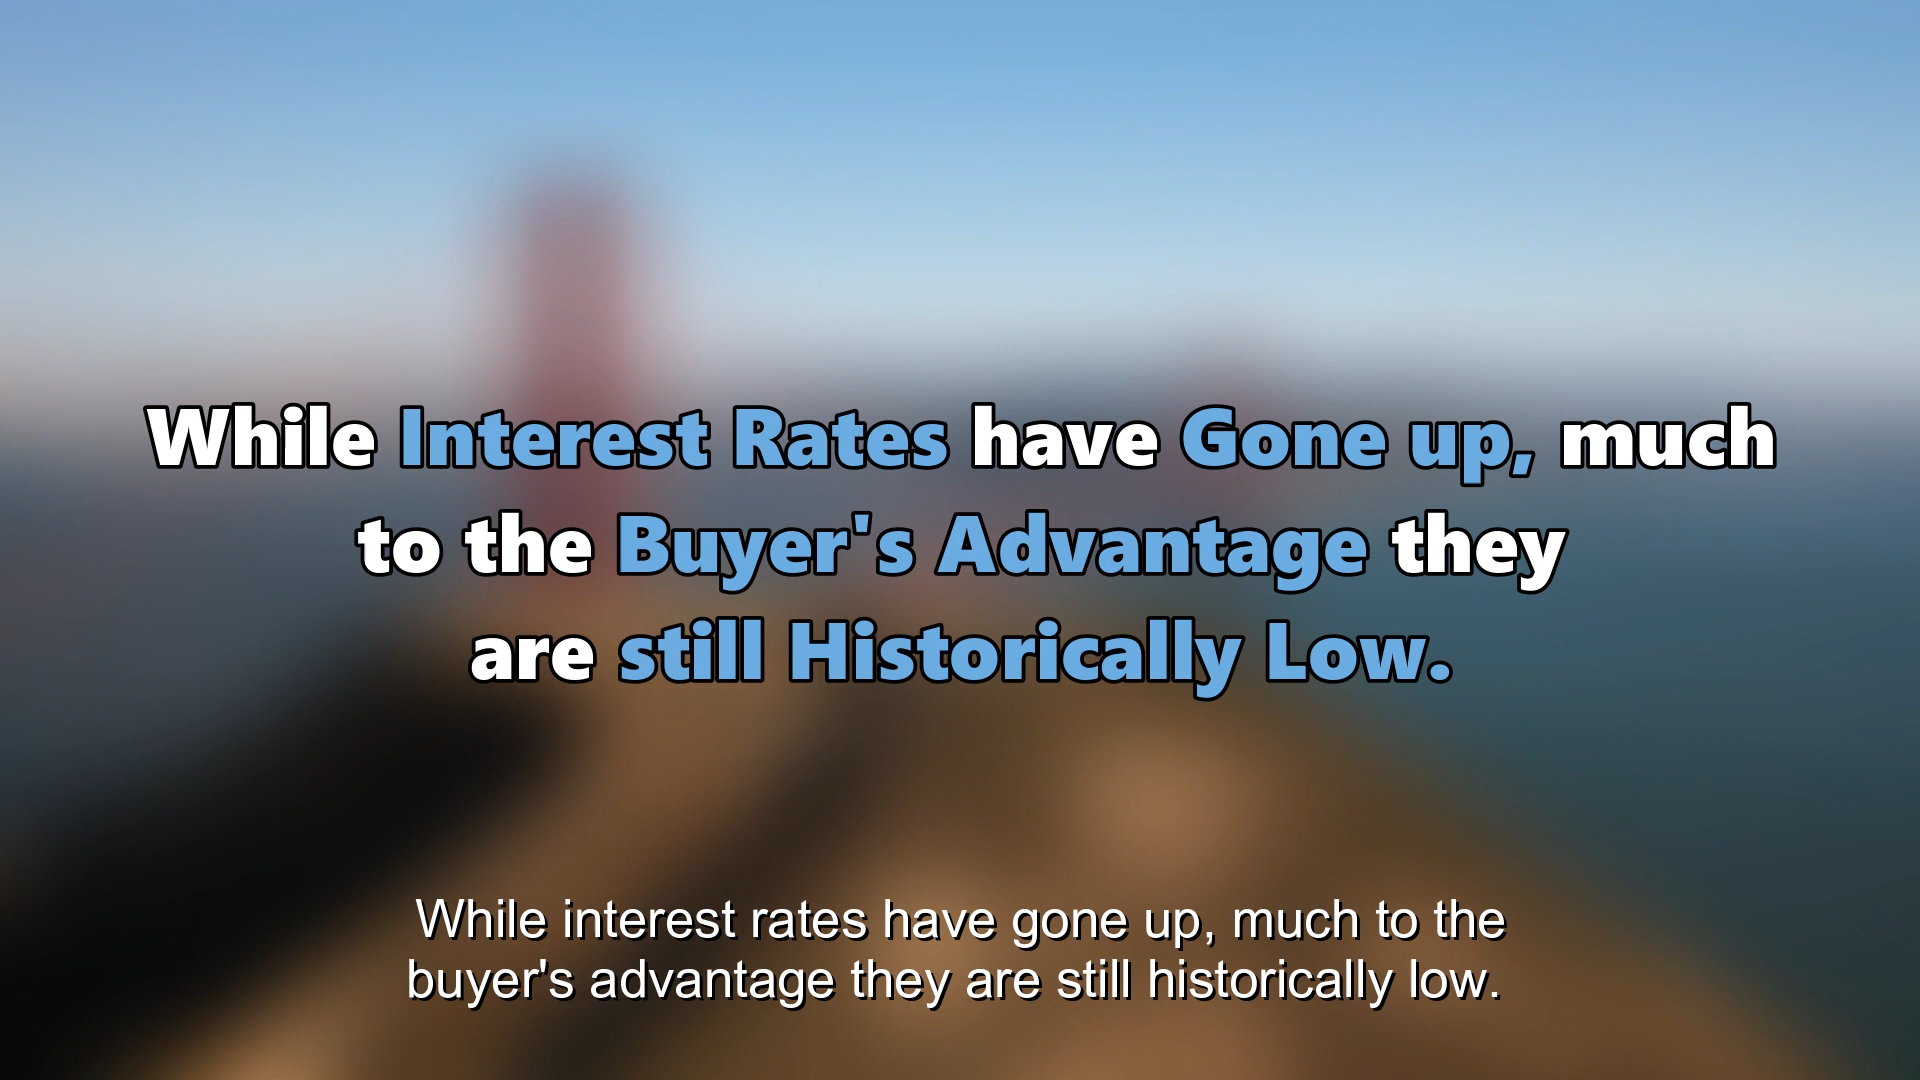 While Interest Rates have Gone up, much
to the Buyer's Advantage they
are still Historically Low.
While interest rates have gone up, much to the
buyer's advantage they are still historically low.